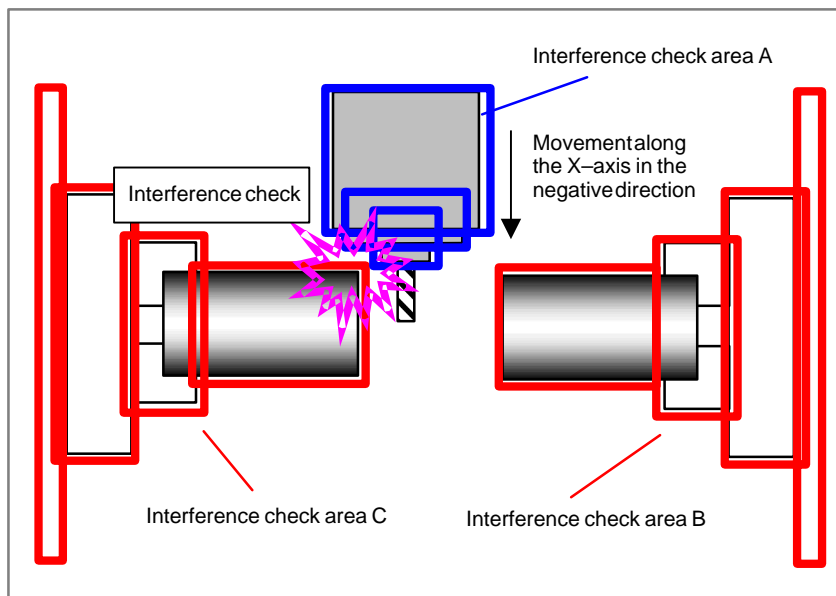 Interference check area A
Movement along
the X–axis in the
negative direction
Interference check
Interference check area C
Interference check area B